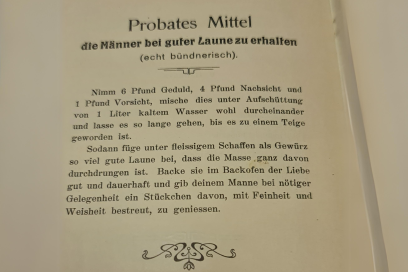 Probates Mittel
die Männer bei guter Laune zu erhalten
(echt bündnerisch).
Nimm 6 Pfund Geduld, 4 Pfund Nachsicht und
1 Pfund Vorsicht, mische dies unter Aufschüttung
von 1 Liter kaltem Wasser wohl durcheinander
und lasse es so lange gehen, bis es zu einem Teige
geworden ist.
Sodann füge unter fleissigem Schaffen als Gewürz
so viel gute Laune bei, dass die Masse ganz davon
durchdrungen ist. Backe sie im Backofen der Liebe
gut und dauerhaft und gib deinem Manne bei nötiger
Gelegenheit ein Stückchen davon, mit Feinheit und
Weisheit bestreut, zu geniessen.